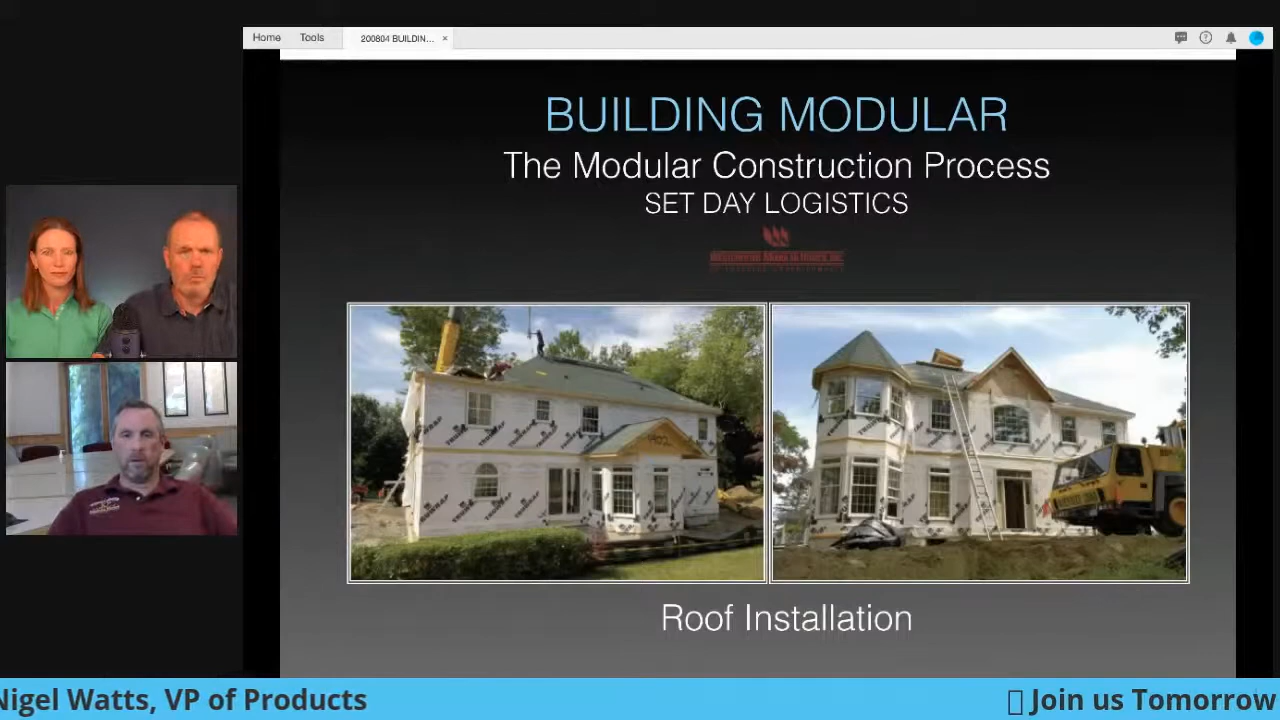 Home Tools 200804 BUILDIN... ×
BUILDING MODULAR
The Modular Construction Process
SET DAY LOGISTICS
Roof Installation
Nigel Watts, VP of Products
Join us Tomorrow